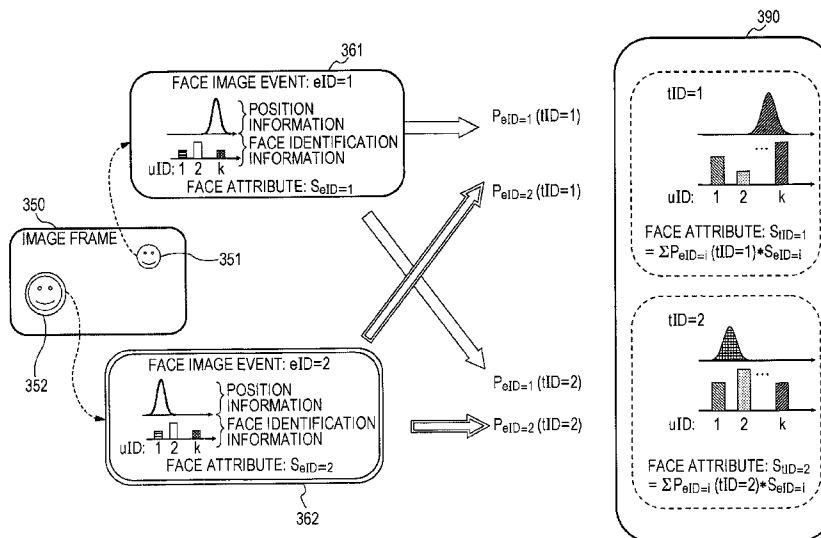 361
FACE IMAGE EVENT: eID=1
POSITION
INFORMATION
FACE IDENTIFICATION
INFORMATION
uID: 1 2 k
FACE ATTRIBUTE: SeID=1
350
IMAGE FRAME
351
352
FACE IMAGE EVENT: eID=2
POSITION
INFORMATION
FACE IDENTIFICATION
INFORMATION
uID: 1 2 k
FACE ATTRIBUTE: SeID=2
362
PeID=1 (tID=1)
PeID=2 (tID=1)
PeID=1 (tID=2)
PeID=2 (tID=2)
390
tID=1
...
uID: 1 2 k
FACE ATTRIBUTE: StID=1
= ΣPeID=i (tID=1)*SeID=i
tID=2
...
uID: 1 2 k
FACE ATTRIBUTE: StID=2
= ΣPeID=i (tID=2)*SeID=i